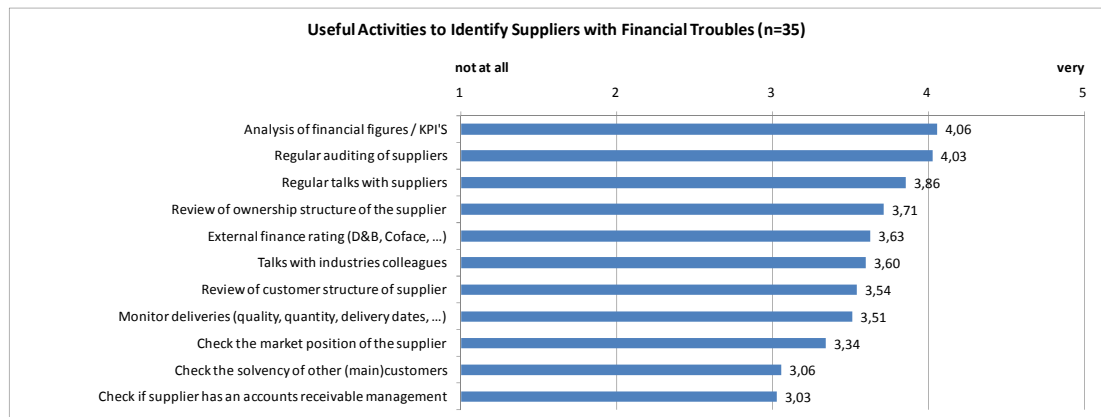 Useful Activities to Identify Suppliers with Financial Troubles (n=35)
not at all very
1 2 3 4 5
Analysis of financial figures / KPI'S 4,06
Regular auditing of suppliers 4,03
Regular talks with suppliers 3,86
Review of ownership structure of the supplier 3,71
External finance rating (D&B, Coface, ...) 3,63
Talks with industries colleagues 3,60
Review of customer structure of supplier 3,54
Monitor deliveries (quality, quantity, delivery dates, ...) 3,51
Check the market position of the supplier 3,34
Check the solvency of other (main)customers 3,06
Check if supplier has an accounts receivable management 3,03